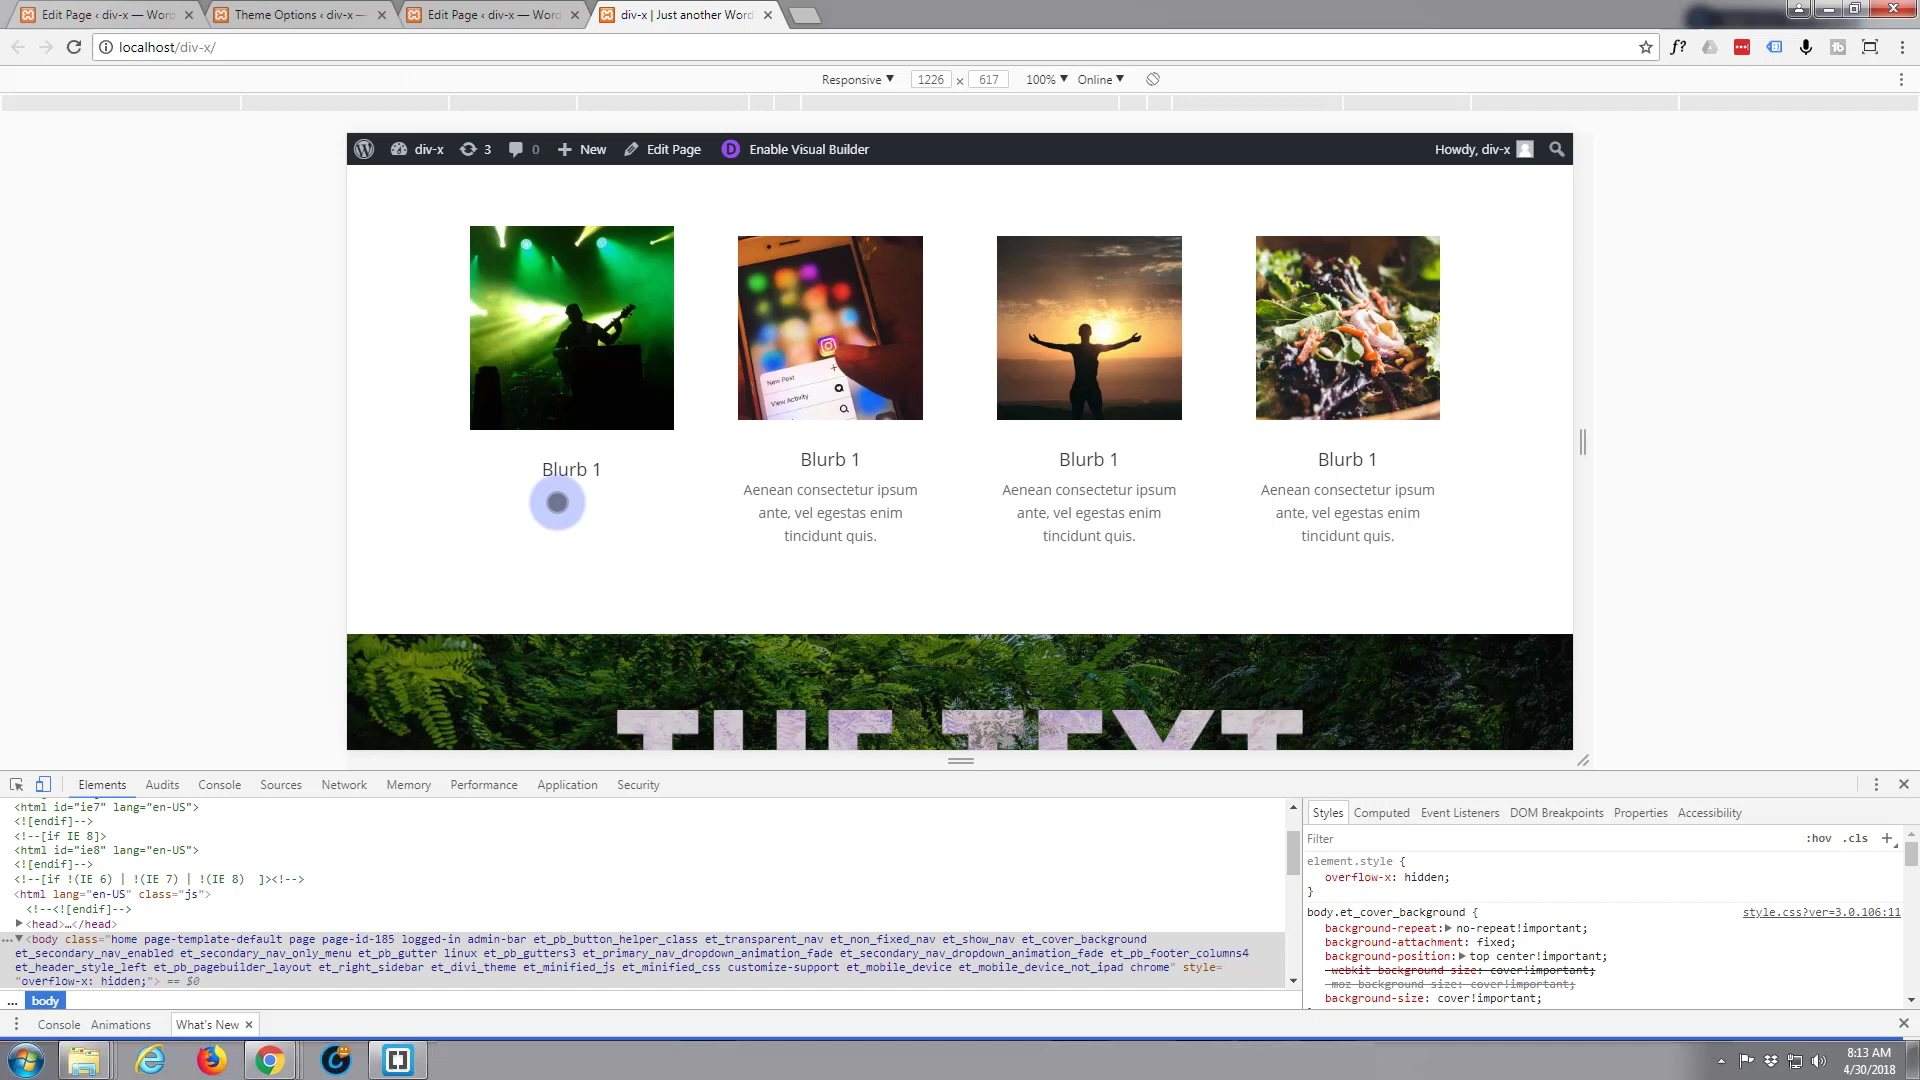 Edit Page ‹ div-x — Word
Theme Options ‹ div-x —
Edit Page ‹ div-x — Word
div-x | Just another Word
localhost/div-x/
f?
Responsive
1226 × 617
100%
Online
div-x
3
0
New
Edit Page
D Enable Visual Builder
Howdy, div-x
New Post
View Activity
Blurb 1
Blurb 1
Aenean consectetur ipsum
ante, vel egestas enim
tincidunt quis.
Blurb 1
Aenean consectetur ipsum
ante, vel egestas enim
tincidunt quis.
Blurb 1
Aenean consectetur ipsum
ante, vel egestas enim
tincidunt quis.
THE TEXT
Elements Audits Console Sources Network Memory Performance Application Security
<html id="ie7" lang="en-US">
<![endif]-->
<!--[if IE 8]>
<html id="ie8" lang="en-US">
<![endif]-->
<!--[if !(IE 6) | !(IE 7) | !(IE 8)  ]><!-->
<html lang="en-US" class="js">
<!--<![endif]-->
<head>…</head>
<body class="home page-template-default page page-id-185 logged-in admin-bar et_pb_button_helper_class et_transparent_nav et_non_fixed_nav et_show_nav et_cover_background
et_secondary_nav_enabled et_secondary_nav_only_menu et_pb_gutter linux et_pb_gutters3 et_primary_nav_dropdown_animation_fade et_secondary_nav_dropdown_animation_fade et_pb_footer_columns4
et_header_style_left et_pb_pagebuilder_layout et_right_sidebar et_divi_theme et_minified_js et_minified_css customize-support et_mobile_device et_mobile_device_not_ipad chrome" style=
"overflow-x: hidden;"> == $0
... body
Styles Computed Event Listeners DOM Breakpoints Properties Accessibility
Filter
:hov .cls +
element.style {
overflow-x: hidden;
}
body.et_cover_background {
style.css?ver=3.0.106:11
background-repeat: no-repeat!important;
background-attachment: fixed;
background-position: top center!important;
-webkit-background-size: cover!important;
-moz-background-size: cover!important;
background-size: cover!important;
Console Animations What's New
8:13 AM
4/30/2018